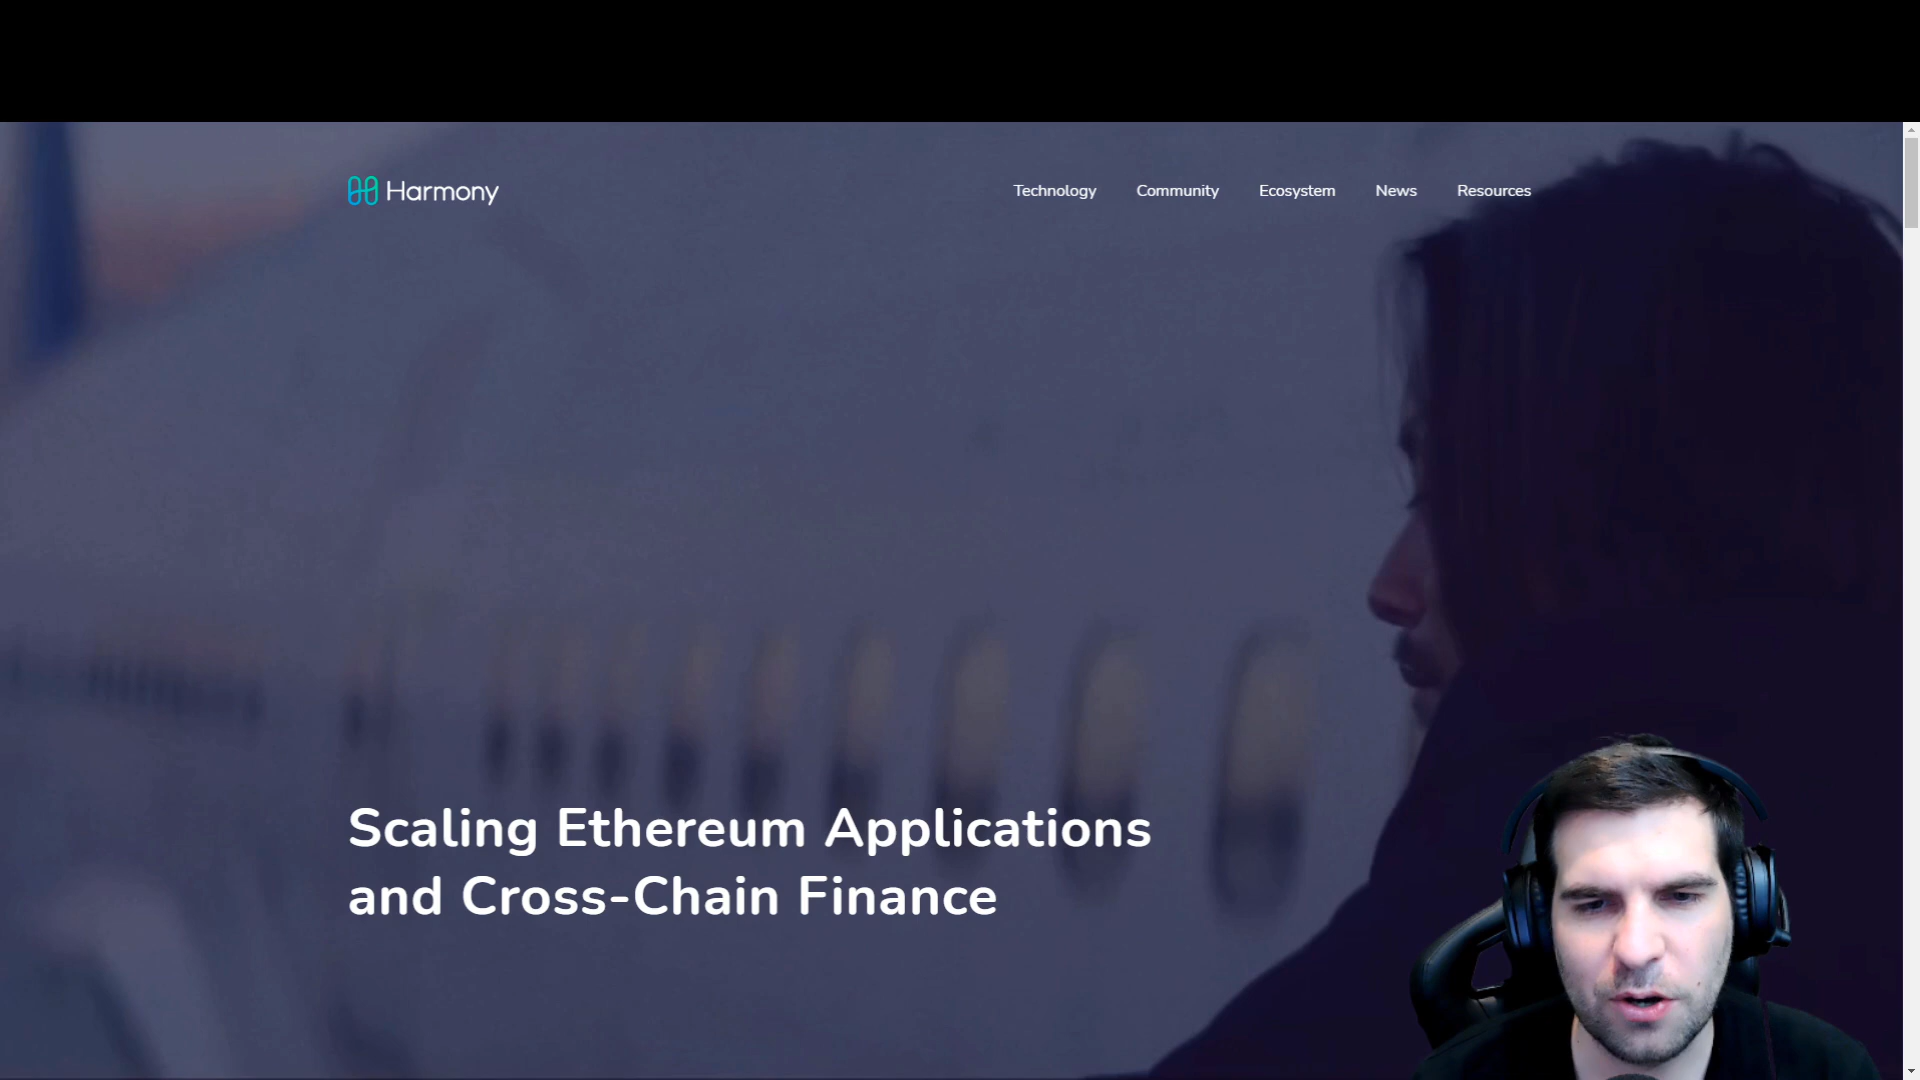 Harmony
Technology Community Ecosystem News Resources
Scaling Ethereum Applications
and Cross-Chain Finance